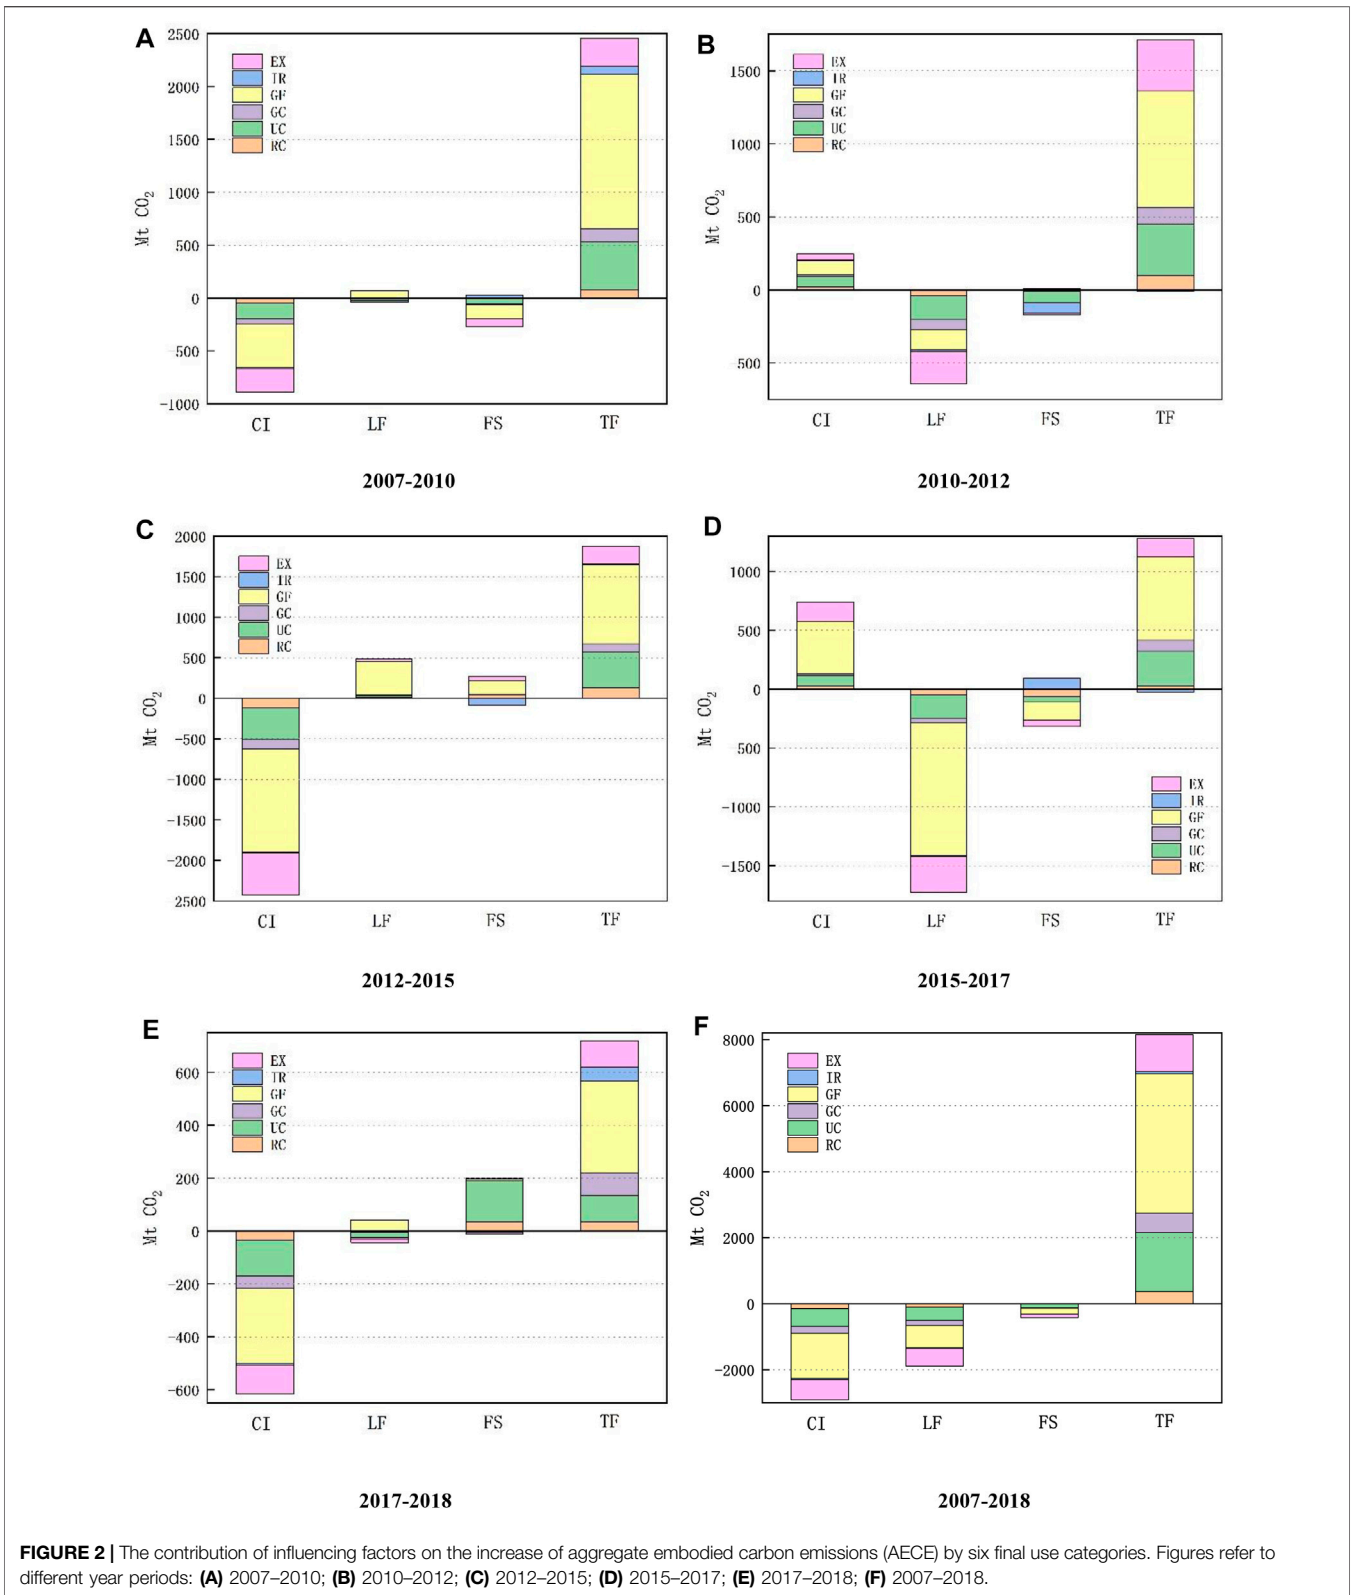 A
2500
2000
1500
1000
500
0
500
-1000
Mt CO2
EX
IR
GF
GC
UC
RC
CI LF FS TF
2007-2010
B
1500
1000
500
0
500
Mt CO2
EX
IR
GF
GC
UC
RC
CI LF FS TF
2010-2012
C
2000
1500
1000
500
0
-500
-1000
-1500
-2000
2500
Mt CO2
EX
IR
GF
GC
UC
RC
CI LF FS TF
2012-2015
D
1000
500
0
-500
-1000
-1500
Mt CO2
EX
IR
GF
GC
UC
RC
CI LF FS TF
2015-2017
E
600
400
200
0
-200
-400
-600
Mt CO2
EX
IR
GF
GC
UC
RC
CI LF FS TF
2017-2018
F
8000
6000
4000
2000
0
-2000
Mt CO2
EX
IR
GF
GC
UC
RC
CI LF FS TF
2007-2018
FIGURE 2 | The contribution of influencing factors on the increase of aggregate embodied carbon emissions (AECE) by six final use categories. Figures refer to
different year periods: (A) 2007–2010; (B) 2010–2012; (C) 2012–2015; (D) 2015–2017; (E) 2017–2018; (F) 2007–2018.